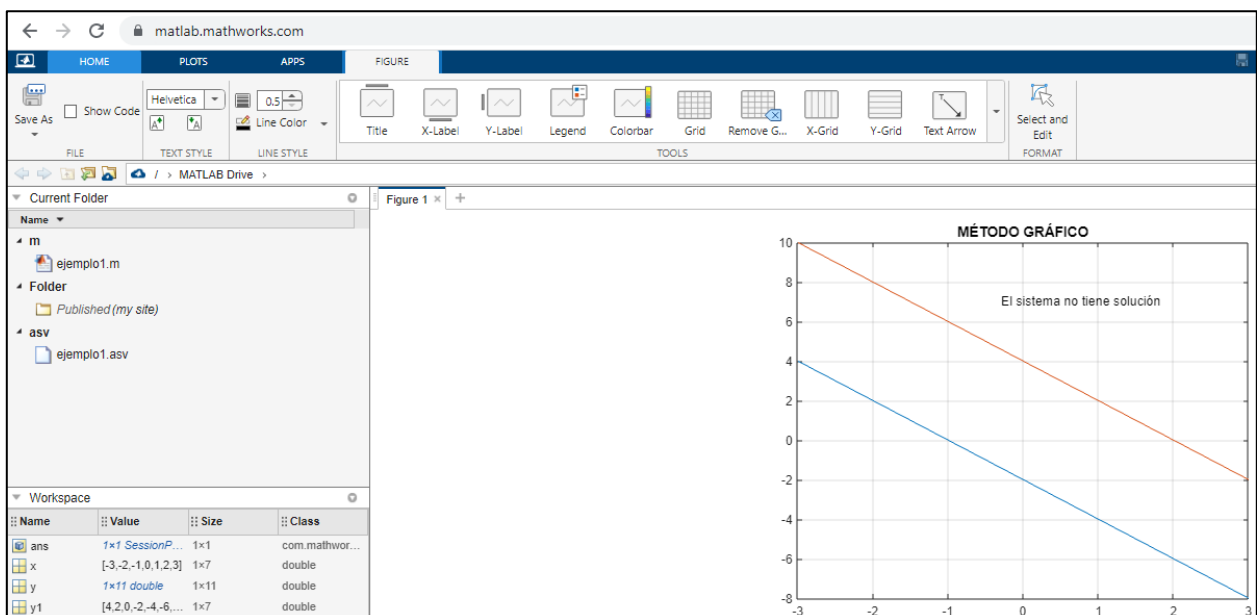 matlab.mathworks.com
HOME PLOTS APPS FIGURE
Save As Show Code Helvetica 0.5 Line Color Title X-Label Y-Label Legend Colorbar Grid Remove G... X-Grid Y-Grid Text Arrow Select and Edit
FILE TEXT STYLE LINE STYLE TOOLS FORMAT
/ › MATLAB Drive ›
Current Folder
Name
m
ejemplo1.m
Folder
Published (my site)
asv
ejemplo1.asv
Workspace
Name Value Size Class
ans 1×1 SessionP... 1×1 com.mathwor...
x [-3,-2,-1,0,1,2,3] 1×7 double
y 1×11 double 1×11 double
y1 [4,2,0,-2,-4,-6,... 1×7 double
Figure 1 × +
MÉTODO GRÁFICO
El sistema no tiene solución
10
8
6
4
2
0
-2
-4
-6
-8
-3 -2 -1 0 1 2 3